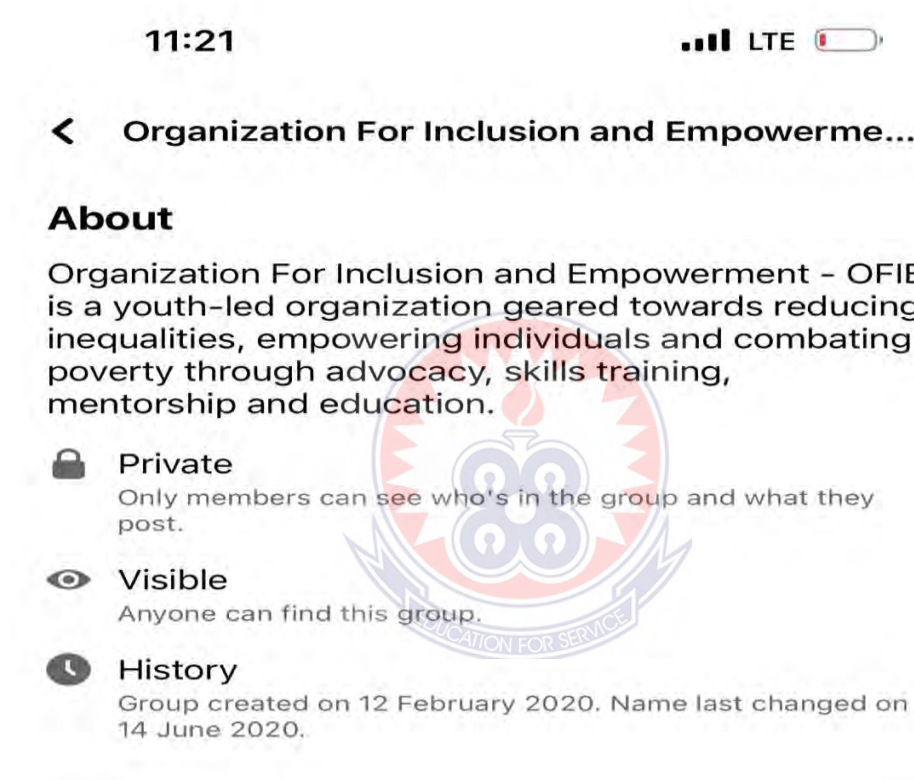 11:21
LTE
Organization For Inclusion and Empowerme...
About
Organization For Inclusion and Empowerment – OFIE
is a youth-led organization geared towards reducing
inequalities, empowering individuals and combating
poverty through advocacy, skills training,
mentorship and education.
Private
Only members can see who's in the group and what they
post.
Visible
Anyone can find this group.
EDUCATION FOR SERVICE
History
Group created on 12 February 2020. Name last changed on
14 June 2020.